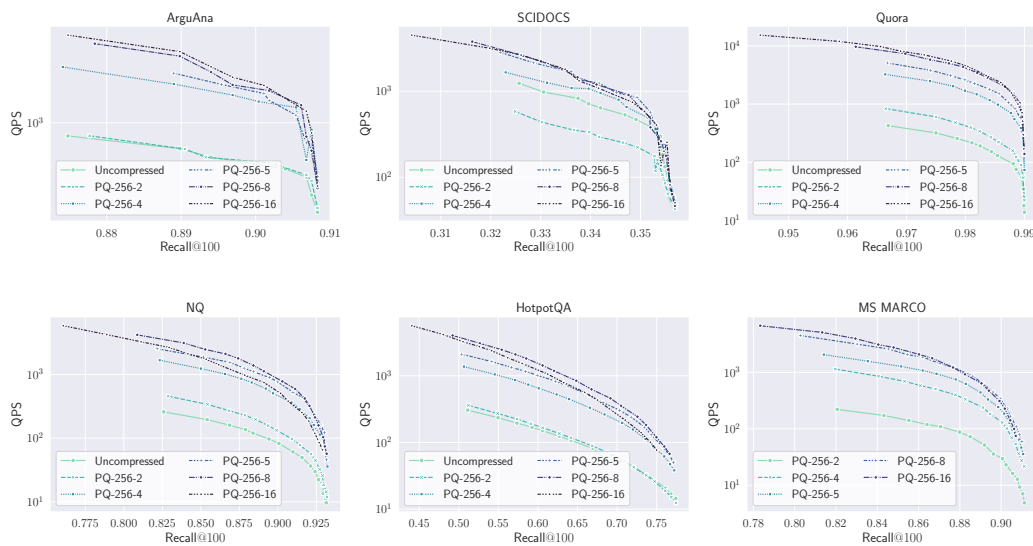 ArguAna
QPS
10^3
Uncompressed
PQ-256-2
PQ-256-4
PQ-256-5
PQ-256-8
PQ-256-16
0.88 0.89 0.90 0.91
Recall@100
SCIDOCS
QPS
10^3
10^2
Uncompressed
PQ-256-2
PQ-256-4
PQ-256-5
PQ-256-8
PQ-256-16
0.31 0.32 0.33 0.34 0.35
Recall@100
Quora
QPS
10^4
10^3
10^2
10^1
Uncompressed
PQ-256-2
PQ-256-4
PQ-256-5
PQ-256-8
PQ-256-16
0.95 0.96 0.97 0.98 0.99
Recall@100
NQ
QPS
10^3
10^2
10^1
Uncompressed
PQ-256-2
PQ-256-4
PQ-256-5
PQ-256-8
PQ-256-16
0.775 0.800 0.825 0.850 0.875 0.900 0.925
Recall@100
HotpotQA
QPS
10^3
10^2
10^1
Uncompressed
PQ-256-2
PQ-256-4
PQ-256-5
PQ-256-8
PQ-256-16
0.45 0.50 0.55 0.60 0.65 0.70 0.75
Recall@100
MS MARCO
QPS
10^3
10^2
10^1
PQ-256-2
PQ-256-4
PQ-256-5
PQ-256-8
PQ-256-16
0.78 0.80 0.82 0.84 0.86 0.88 0.90
Recall@100